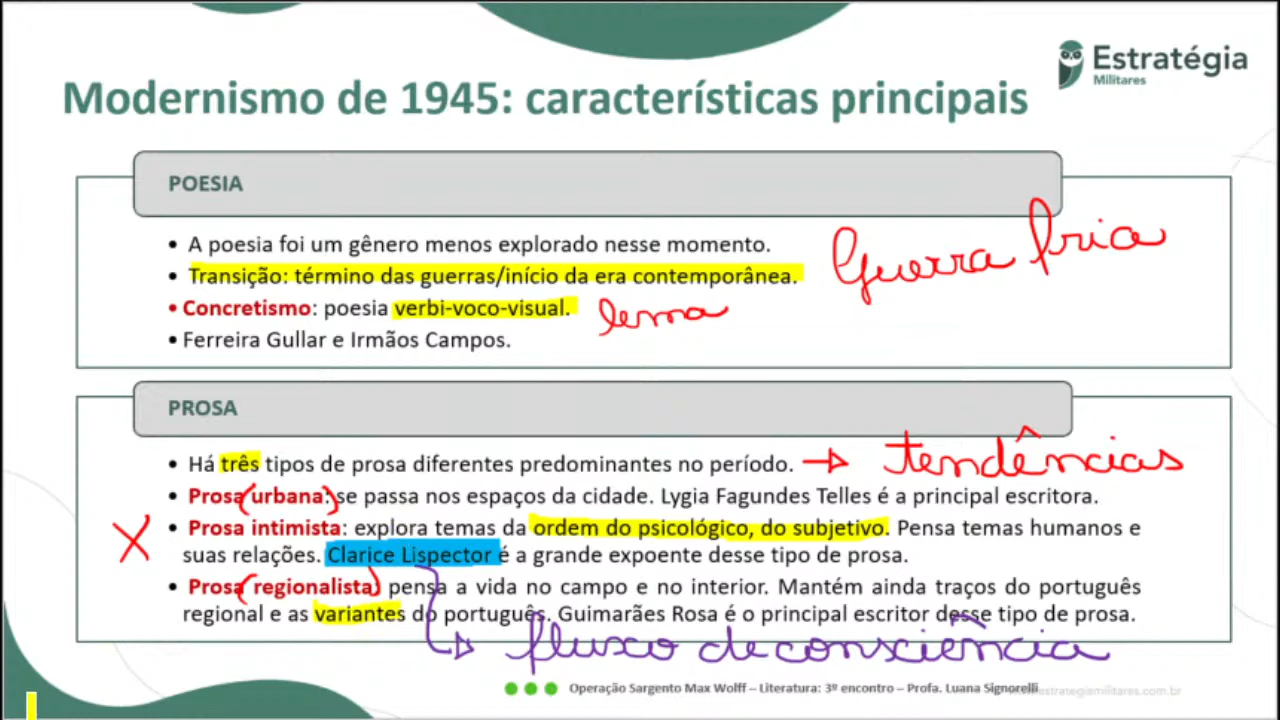 Estratégia
Militares
Modernismo de 1945: características principais
POESIA
• A poesia foi um gênero menos explorado nesse momento.
Guerra fria
• Transição: término das guerras/início da era contemporânea.
• Concretismo: poesia verbi-voco-visual.
lema
• Ferreira Gullar e Irmãos Campos.
PROSA
• Há três tipos de prosa diferentes predominantes no período. → tendências
• Prosa (urbana:) se passa nos espaços da cidade. Lygia Fagundes Telles é a principal escritora.
X • Prosa intimista: explora temas da ordem do psicológico, do subjetivo. Pensa temas humanos e
suas relações. Clarice Lispector é a grande expoente desse tipo de prosa.
• Prosa (regionalista) pensa a vida no campo e no interior. Mantém ainda traços do português
regional e as variantes do português. Guimarães Rosa é o principal escritor desse tipo de prosa.
→ fluxo de consciência
Operação Sargento Max Wolff – Literatura: 3º encontro – Profa. Luana Signorelli
estrategiamilitares.com.br